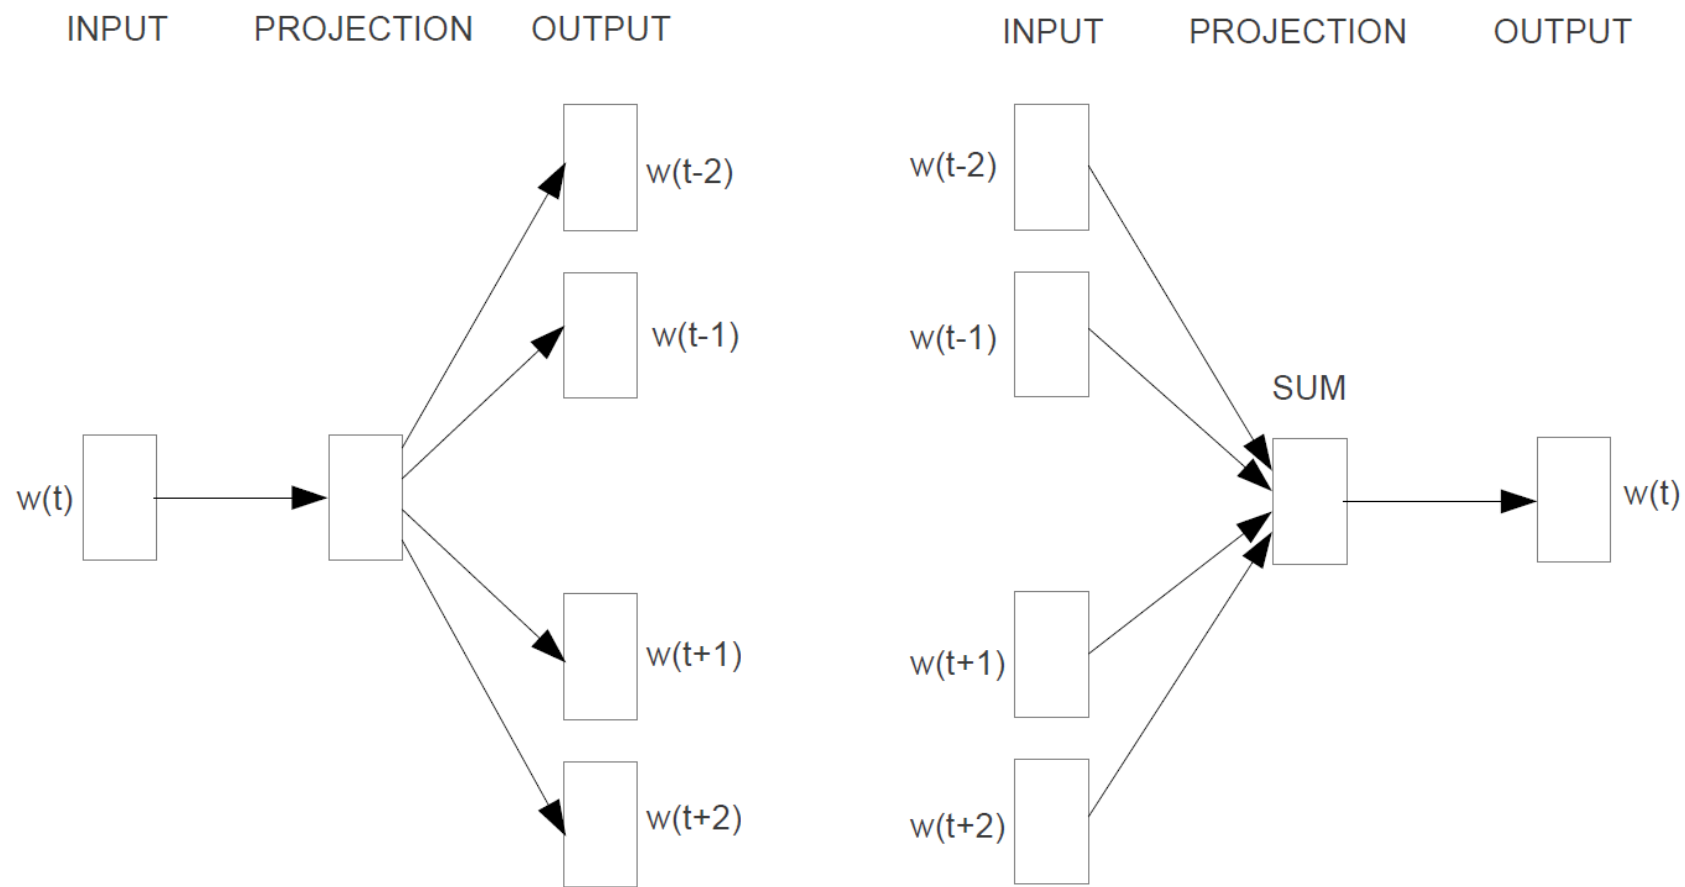 INPUT PROJECTION OUTPUT
w(t-2)
w(t-1)
w(t)
w(t+1)
w(t+2)
INPUT PROJECTION OUTPUT
w(t-2)
w(t-1)
SUM
w(t)
w(t+1)
w(t+2)